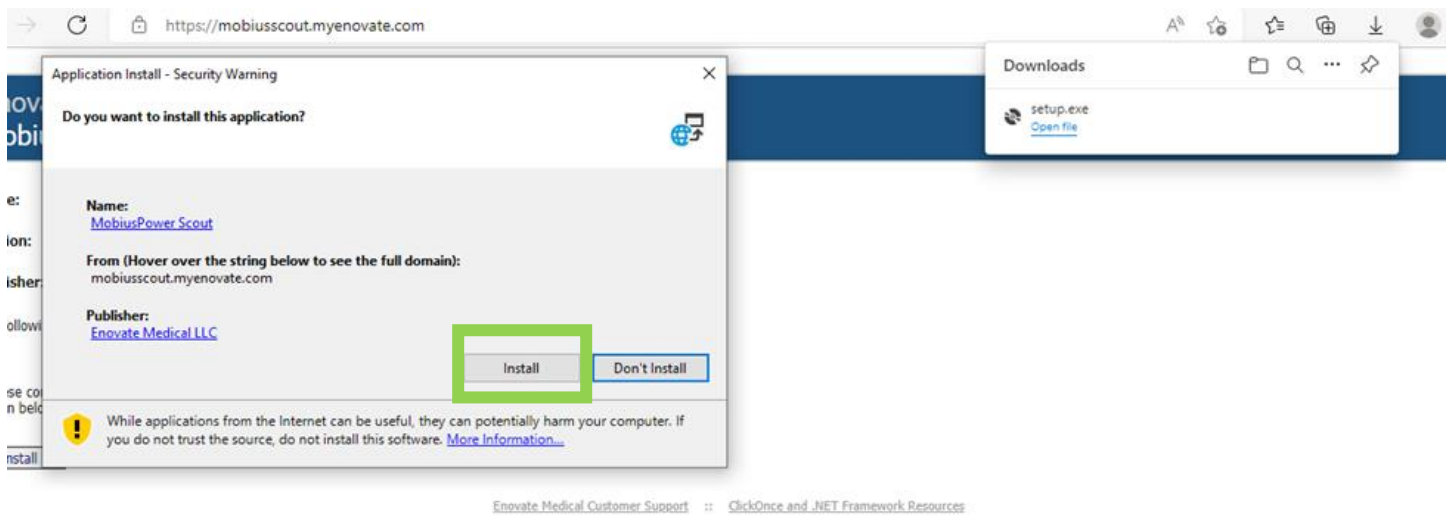 https://mobiusscout.myenovate.com
Downloads
setup.exe
Open file
Application Install - Security Warning
Do you want to install this application?
Name:
MobiusPower Scout
From (Hover over the string below to see the full domain):
mobiusscout.myenovate.com
Publisher:
Enovate Medical LLC
Install
Don't Install
While applications from the Internet can be useful, they can potentially harm your computer. If
you do not trust the source, do not install this software. More Information...
Enovate Medical Customer Support :: ClickOnce and .NET Framework Resources